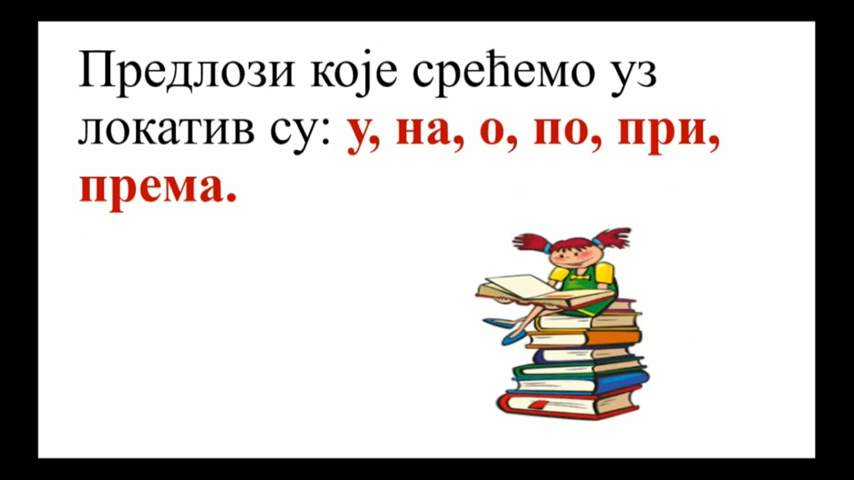 Предлози које срећемо уз
локатив су: у, на, о, по, при,
према.